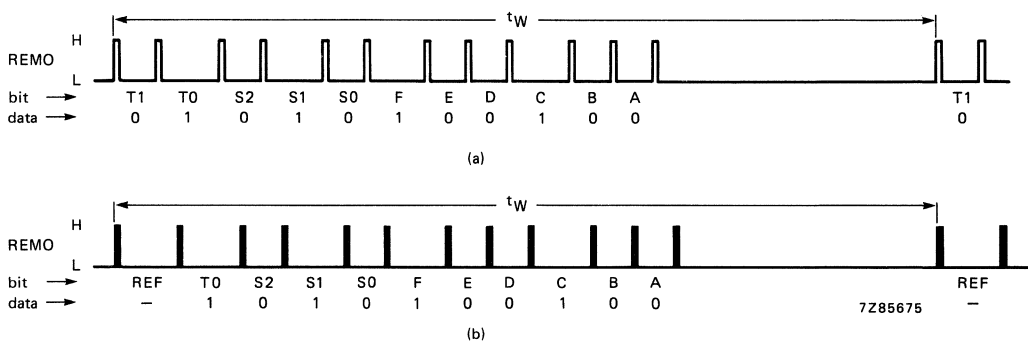 tW
H
REMO
L
bit → T1 T0 S2 S1 S0 F E D C B A T1
data → 0 1 0 1 0 1 0 0 1 0 0 0
(a)
tW
H
REMO
L
bit → REF T0 S2 S1 S0 F E D C B A REF
data → – 1 0 1 0 1 0 0 1 0 0 –
7Z85675
(b)